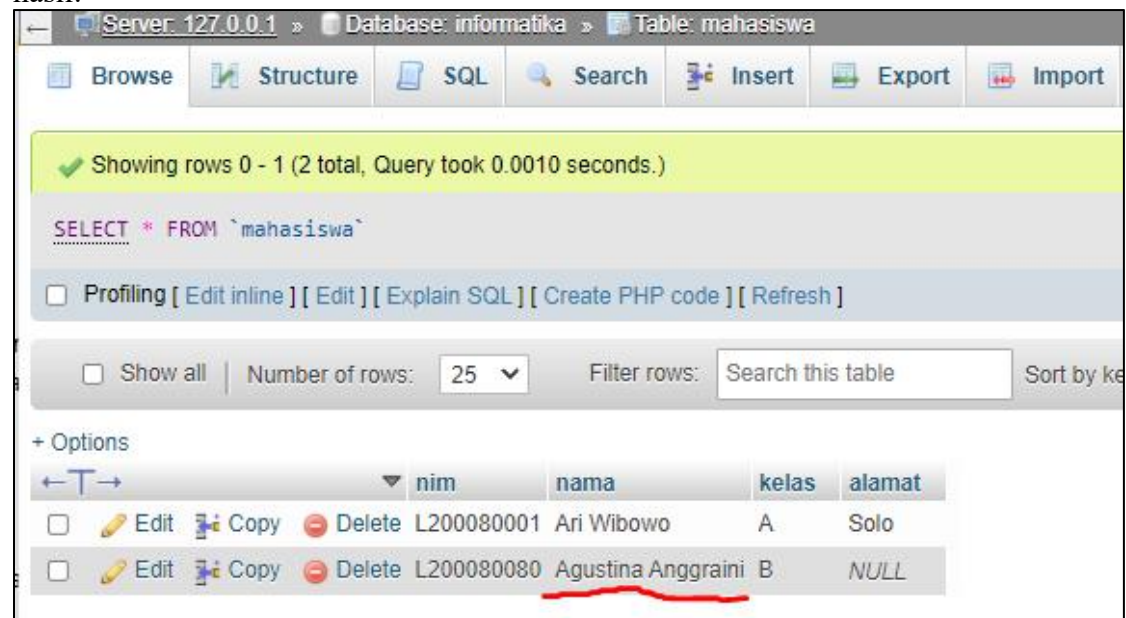 hasil:
Server: 127.0.0.1 » Database: informatika » Table: mahasiswa
Browse Structure SQL Search Insert Export Import
Showing rows 0 - 1 (2 total, Query took 0.0010 seconds.)
SELECT * FROM `mahasiswa`
Profiling [ Edit inline ] [ Edit ] [ Explain SQL ] [ Create PHP code ] [ Refresh ]
Show all | Number of rows: 25 Filter rows: Search this table Sort by
+ Options
nim nama kelas alamat
Edit Copy Delete L200080001 Ari Wibowo A Solo
Edit Copy Delete L200080080 Agustina Anggraini B NULL